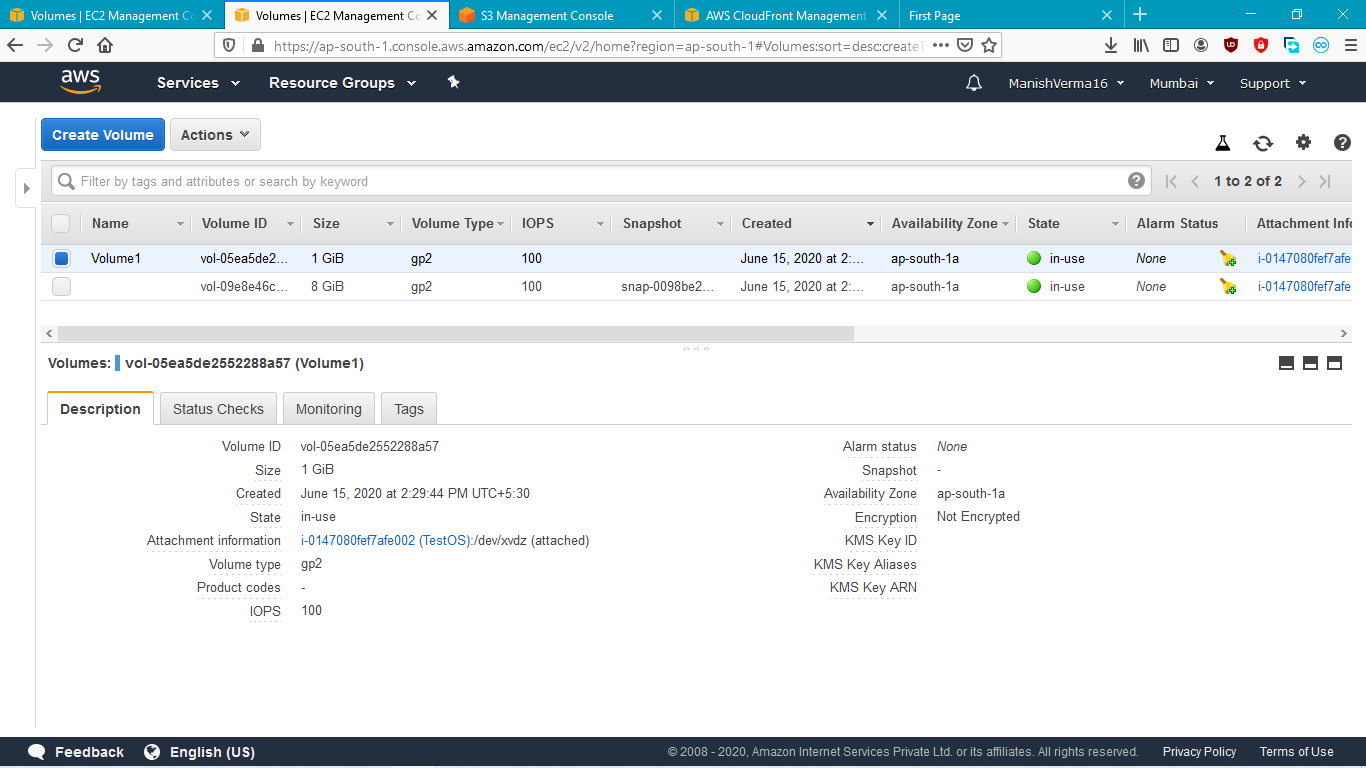 Volumes | EC2 Management Co
Volumes | EC2 Management Co
S3 Management Console
AWS CloudFront Management
First Page
https://ap-south-1.console.aws.amazon.com/ec2/v2/home?region=ap-south-1#Volumes:sort=desc:createT
aws Services Resource Groups ManishVerma16 Mumbai Support
Create Volume Actions
Filter by tags and attributes or search by keyword 1 to 2 of 2
Name Volume ID Size Volume Type IOPS Snapshot Created Availability Zone State Alarm Status Attachment Info
Volume1 vol-05ea5de2... 1 GiB gp2 100 June 15, 2020 at 2:... ap-south-1a in-use None i-0147080fef7afe
vol-09e8e46c... 8 GiB gp2 100 snap-0098be2... June 15, 2020 at 2:... ap-south-1a in-use None i-0147080fef7afe
Volumes: vol-05ea5de2552288a57 (Volume1)
Description Status Checks Monitoring Tags
Volume ID vol-05ea5de2552288a57
Size 1 GiB
Created June 15, 2020 at 2:29:44 PM UTC+5:30
State in-use
Attachment information i-0147080fef7afe002 (TestOS):/dev/xvdz (attached)
Volume type gp2
Product codes -
IOPS 100
Alarm status None
Snapshot -
Availability Zone ap-south-1a
Encryption Not Encrypted
KMS Key ID
KMS Key Aliases
KMS Key ARN
Feedback English (US) © 2008 - 2020, Amazon Internet Services Private Ltd. or its affiliates. All rights reserved. Privacy Policy Terms of Use